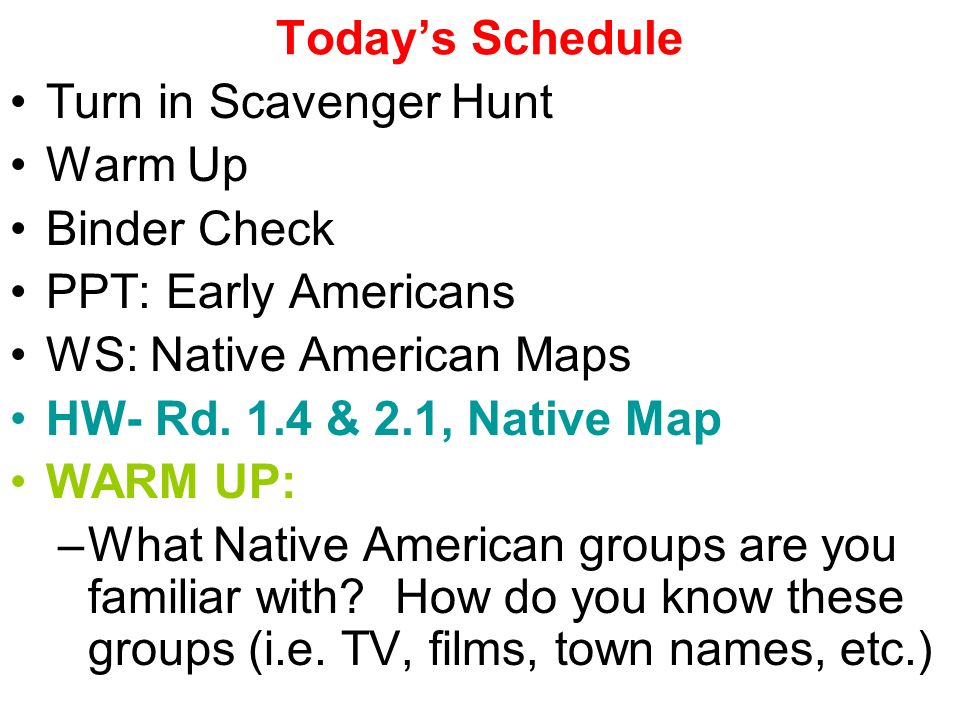 Today’s Schedule
• Turn in Scavenger Hunt
• Warm Up
• Binder Check
• PPT: Early Americans
• WS: Native American Maps
• HW- Rd. 1.4 & 2.1, Native Map
• WARM UP:
–What Native American groups are you
familiar with?  How do you know these
groups (i.e. TV, films, town names, etc.)